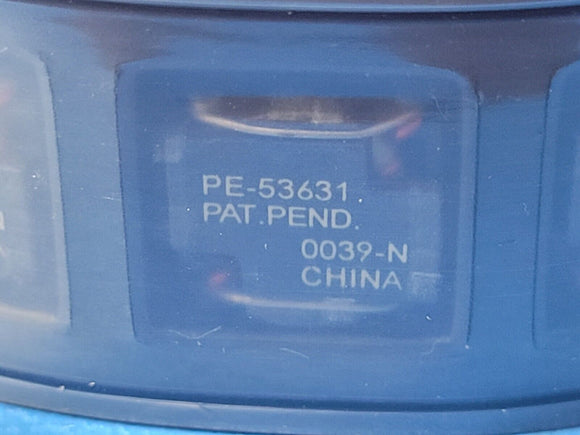 PE-53631
PAT.PEND.
0039-N
CHINA